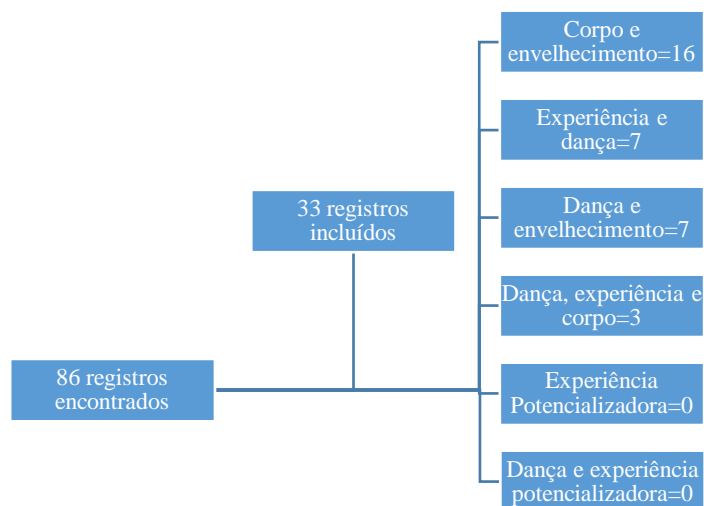 86 registros
encontrados
33 registros
incluídos
Corpo e
envelhecimento=16
Experiência e
dança=7
Dança e
envelhecimento=7
Dança, experiência e
corpo=3
Experiência
Potencializadora=0
Dança e experiência
potencializadora=0